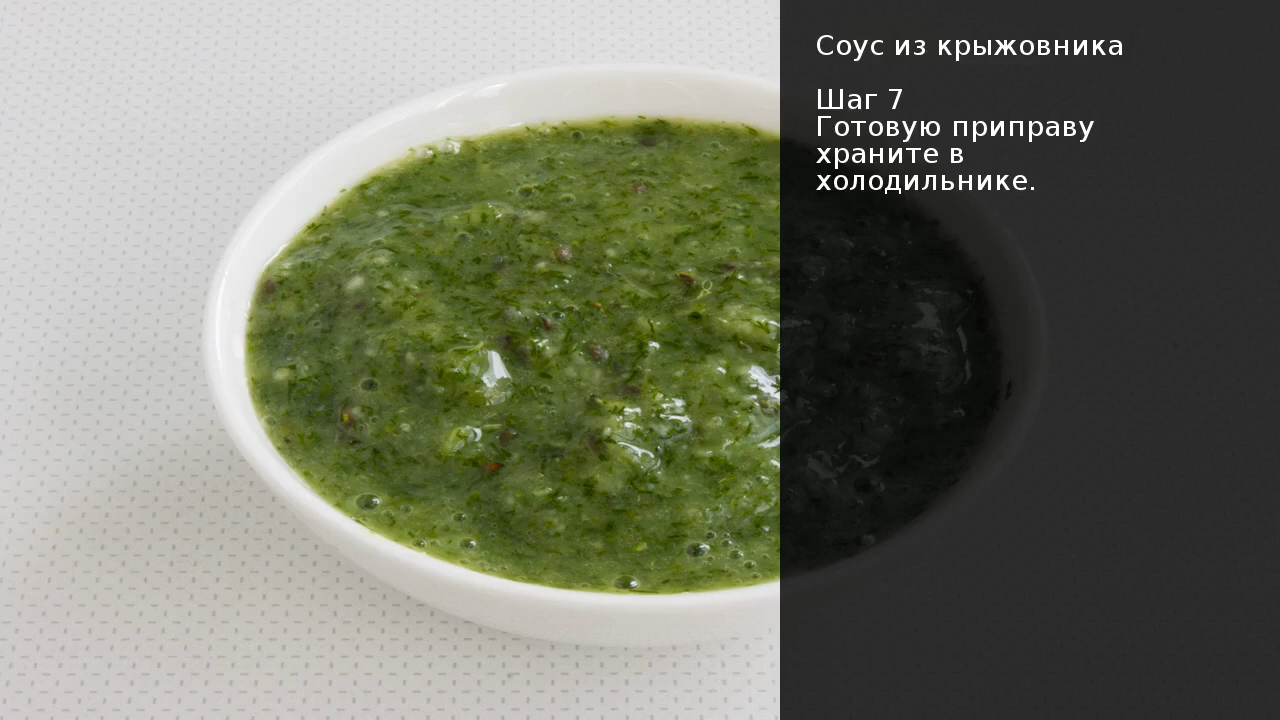 Соус из крыжовника
Шаг 7
Готовую приправу
храните в
холодильнике.